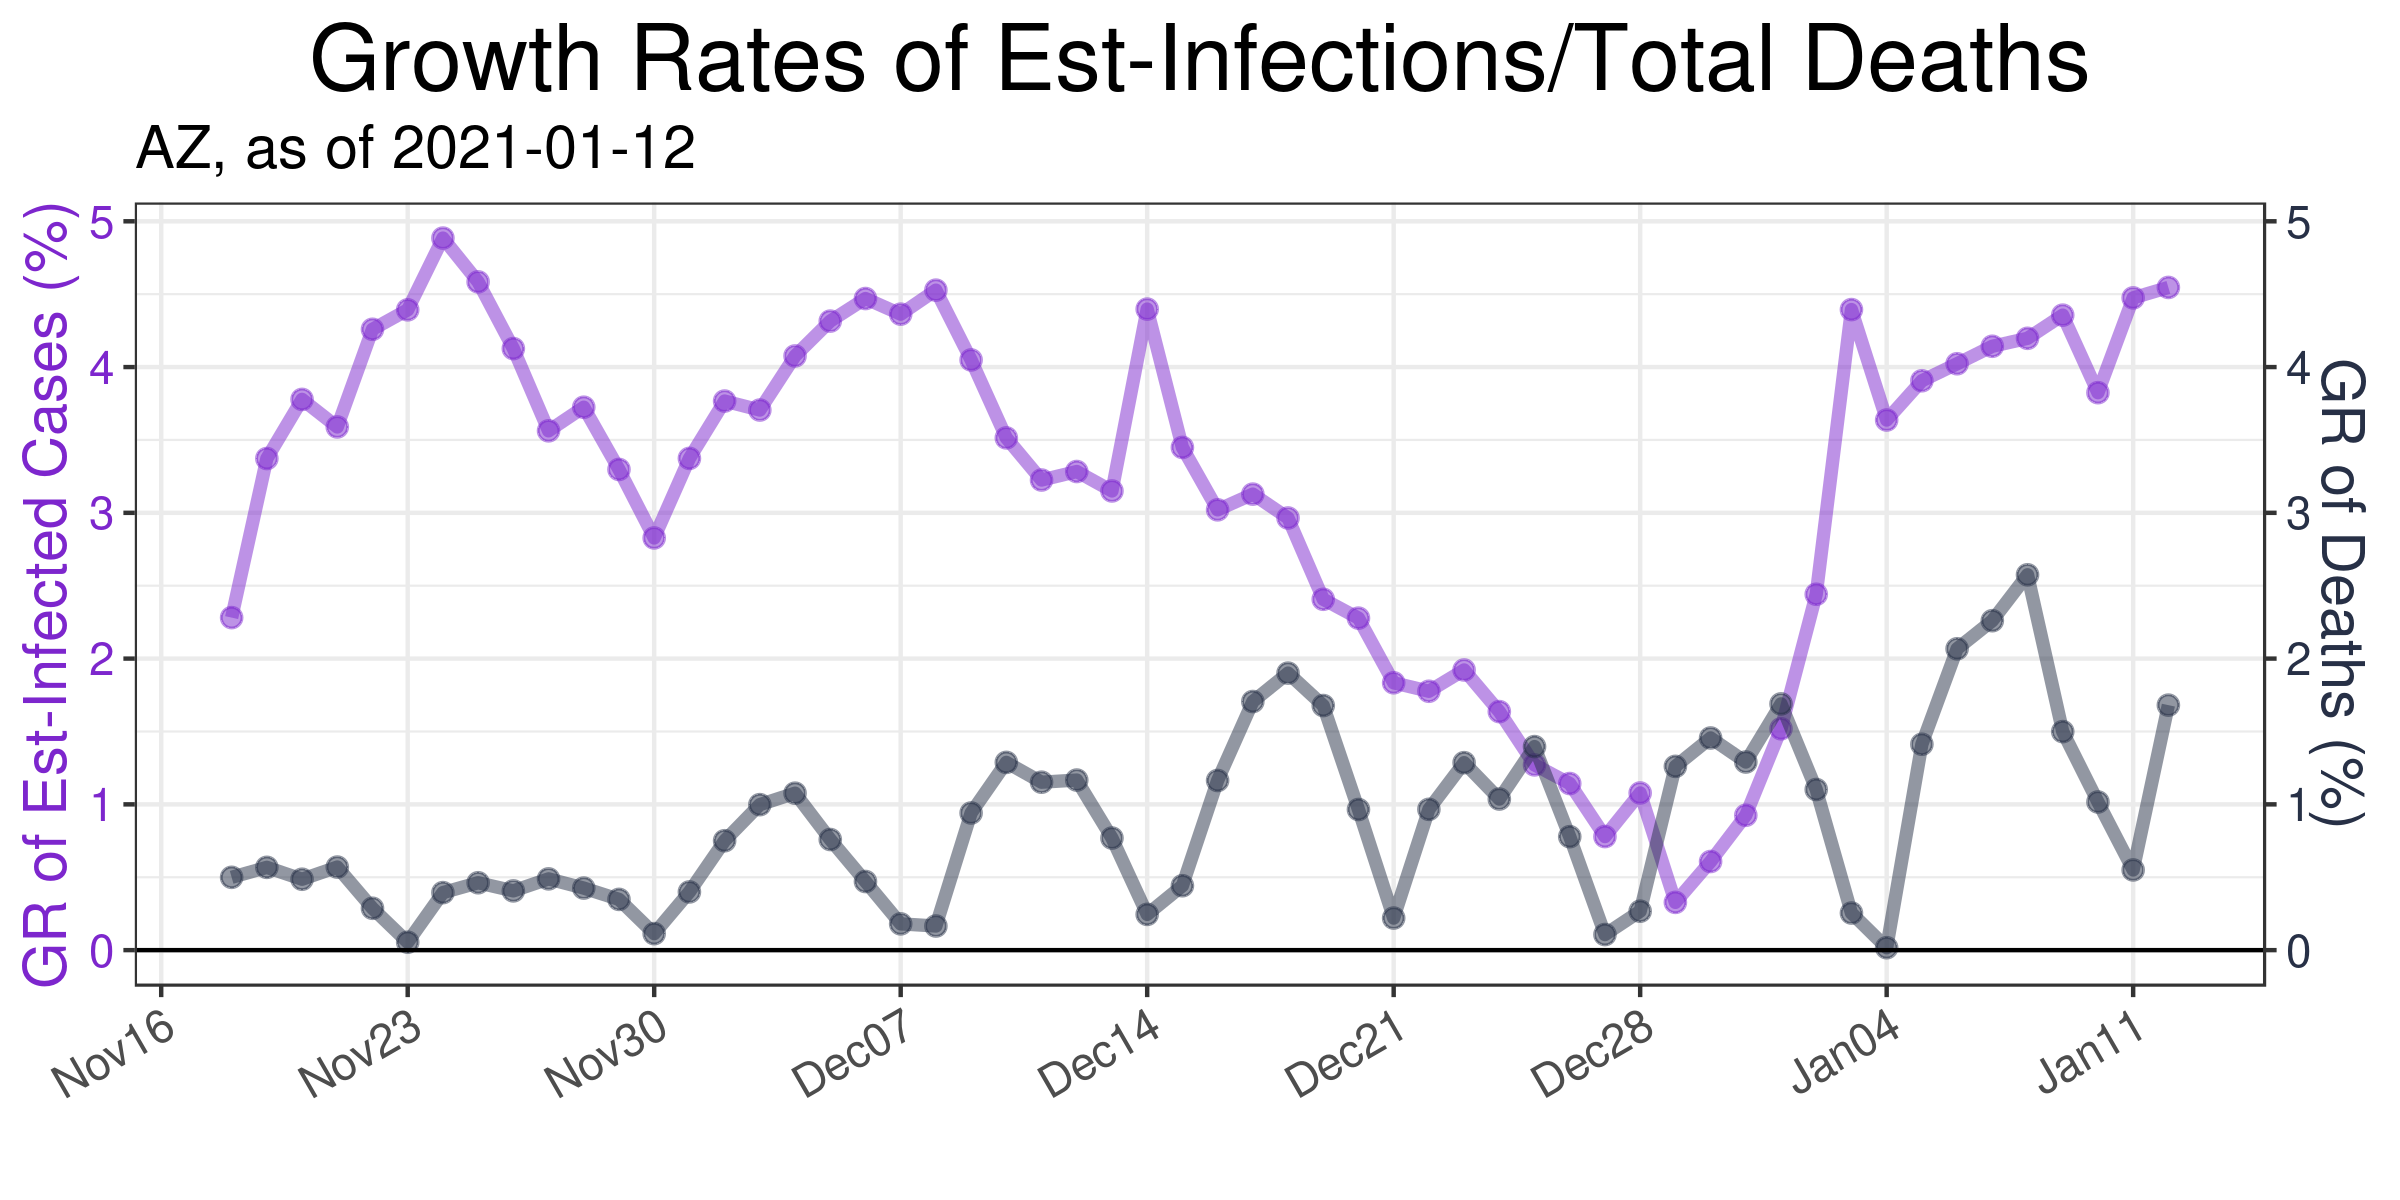 Growth Rates of Est-Infections/Total Deaths
AZ, as of 2021-01-12
GR of Est-Infected Cases (%)
5
4
3
2
1
0
5
4
3
2
1
0
GR of Deaths (%)
Nov16
Nov23
Nov30
Dec07
Dec14
Dec21
Dec28
Jan04
Jan11